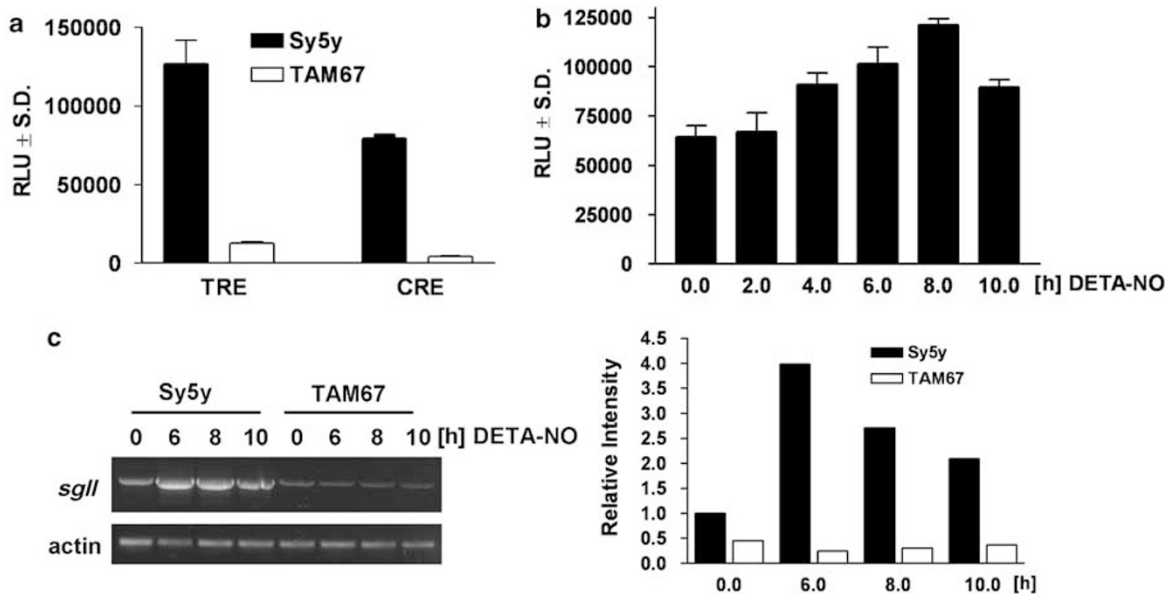 a
RLU ± S.D.
150000
100000
50000
0
Sy5y
TAM67
TRE CRE
b
RLU ± S.D.
125000
100000
75000
50000
25000
0
0.0 2.0 4.0 6.0 8.0 10.0 [h] DETA-NO
c
Sy5y TAM67
0 6 8 10 0 6 8 10 [h] DETA-NO
sgII
actin
Relative Intensity
4.5
4.0
3.5
3.0
2.5
2.0
1.5
1.0
0.5
0.0
Sy5y
TAM67
0.0 6.0 8.0 10.0 [h]